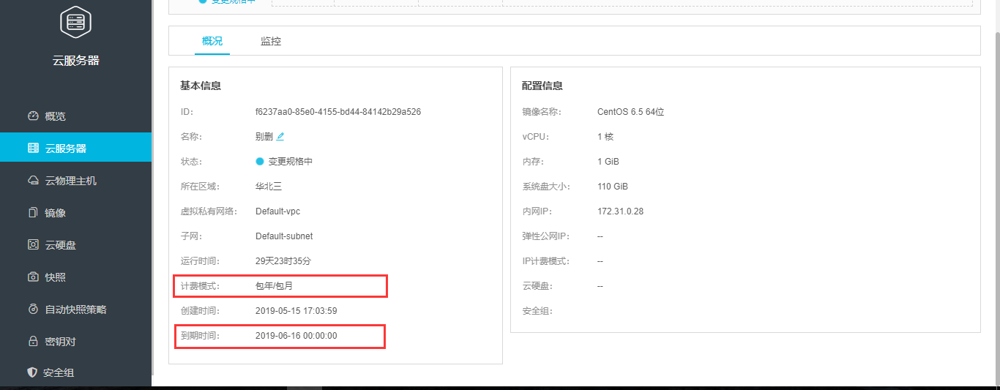 变更规格中
云服务器
概览
云服务器
云物理主机
镜像
云硬盘
快照
自动快照策略
密钥对
安全组
概况 监控
基本信息
ID： f6237aa0-85e0-4155-bd44-84142b29a526
名称： 别删
状态： 变更规格中
所在区域： 华北三
虚拟私有网络： Default-vpc
子网： Default-subnet
运行时间： 29天23时35分
计费模式： 包年/包月
创建时间： 2019-05-15 17:03:59
到期时间： 2019-06-16 00:00:00
配置信息
镜像名称： CentOS 6.5 64位
vCPU： 1 核
内存： 1 GiB
系统盘大小： 110 GiB
内网IP： 172.31.0.28
弹性公网IP： --
IP计费模式： --
云硬盘： --
安全组：